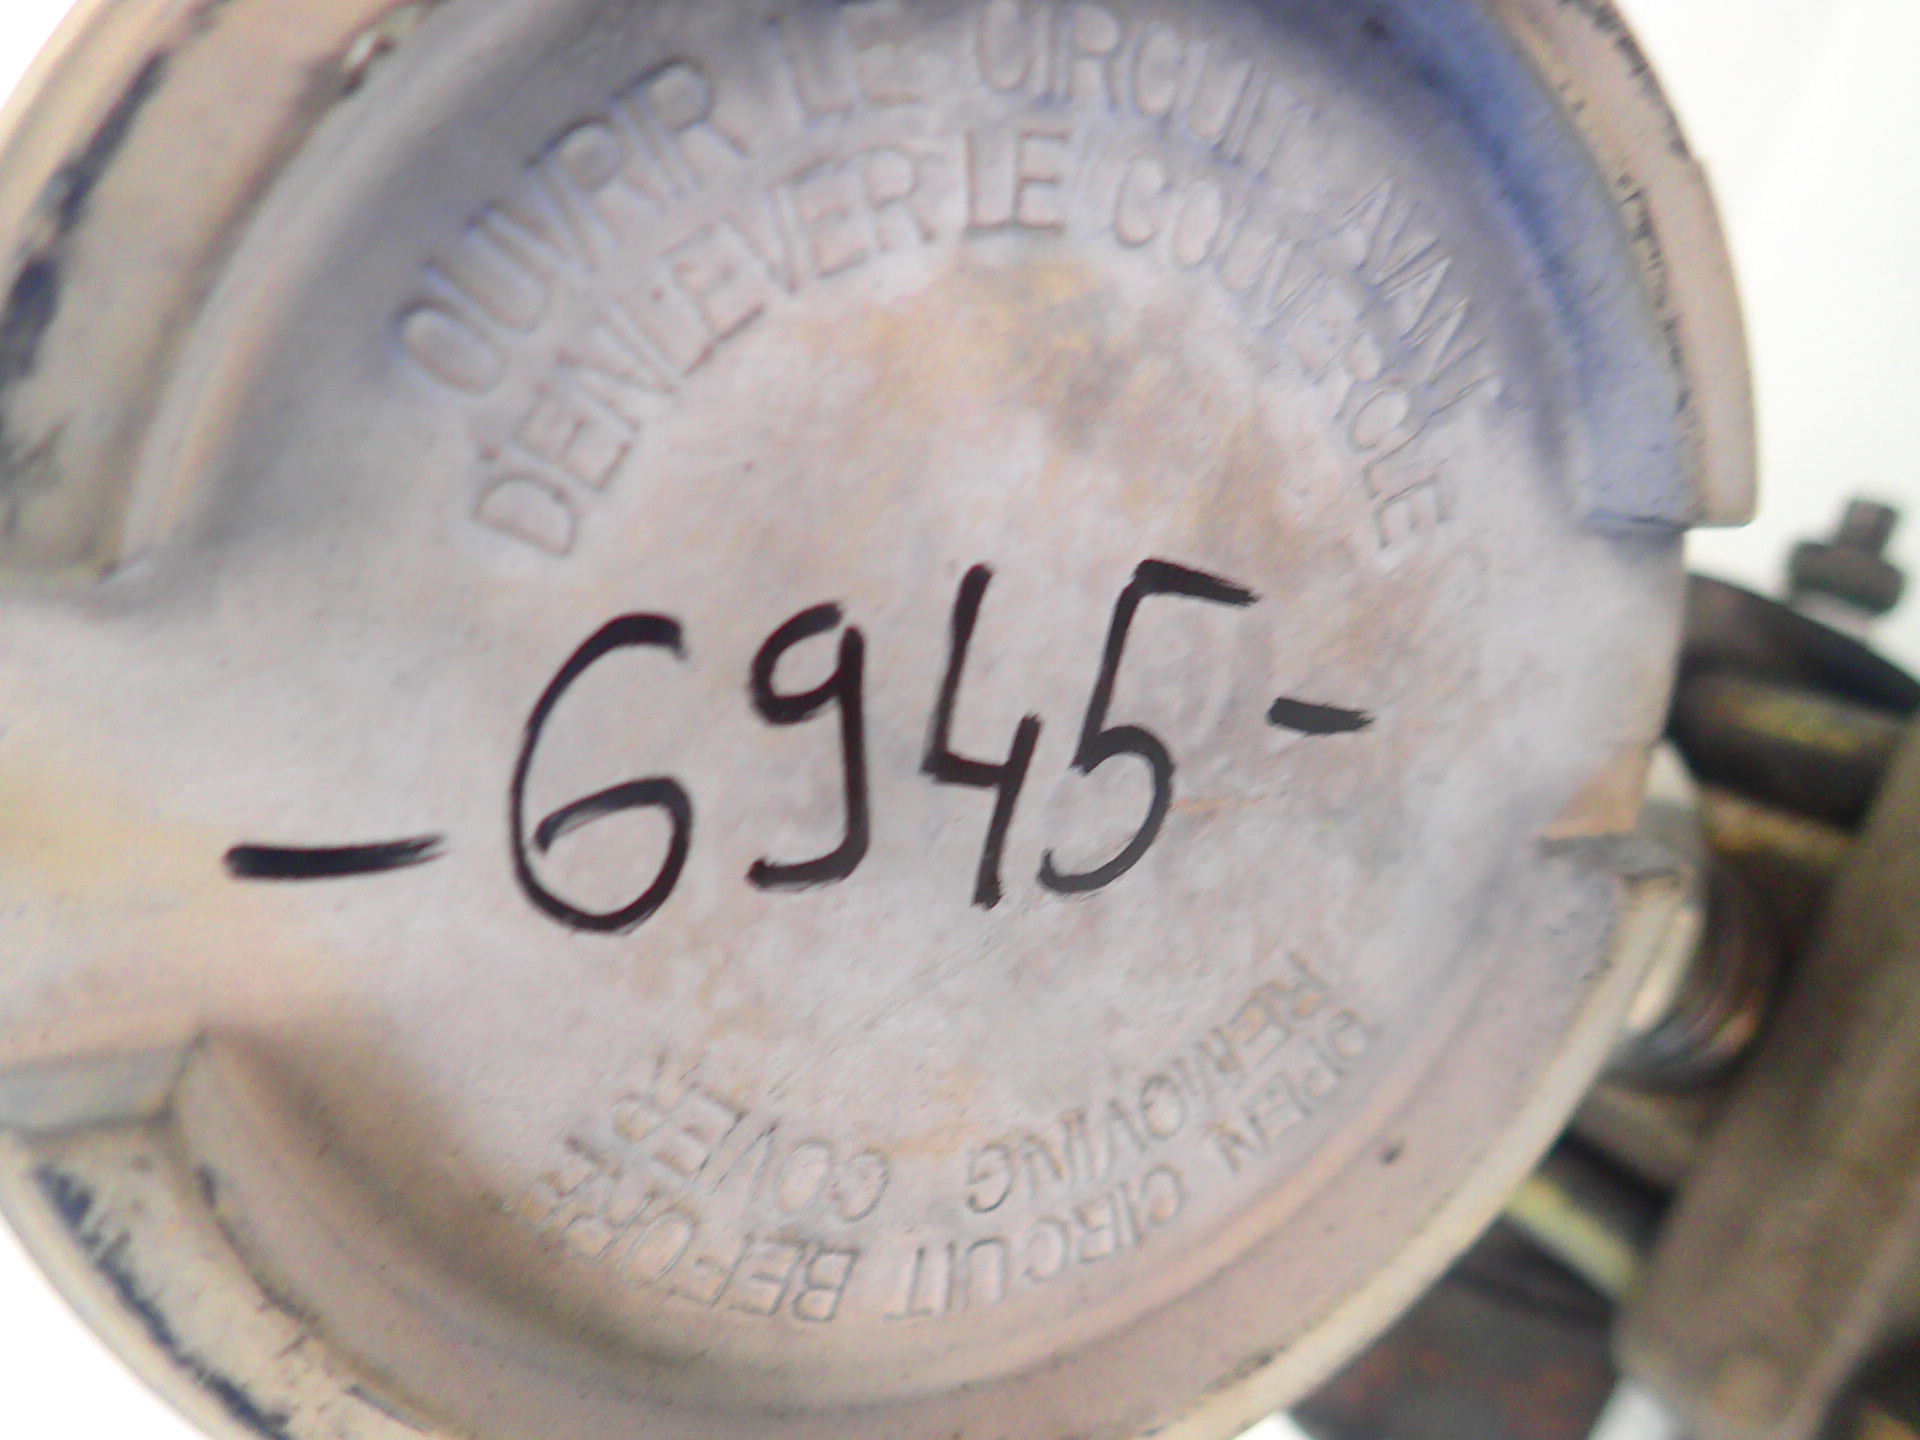 OUVRIR LE CIRCUIT AVANT
D'ENLEVER LE COUVERCLE
-6945-
OPEN CIRCUIT BEFORE
REMOVING COVER